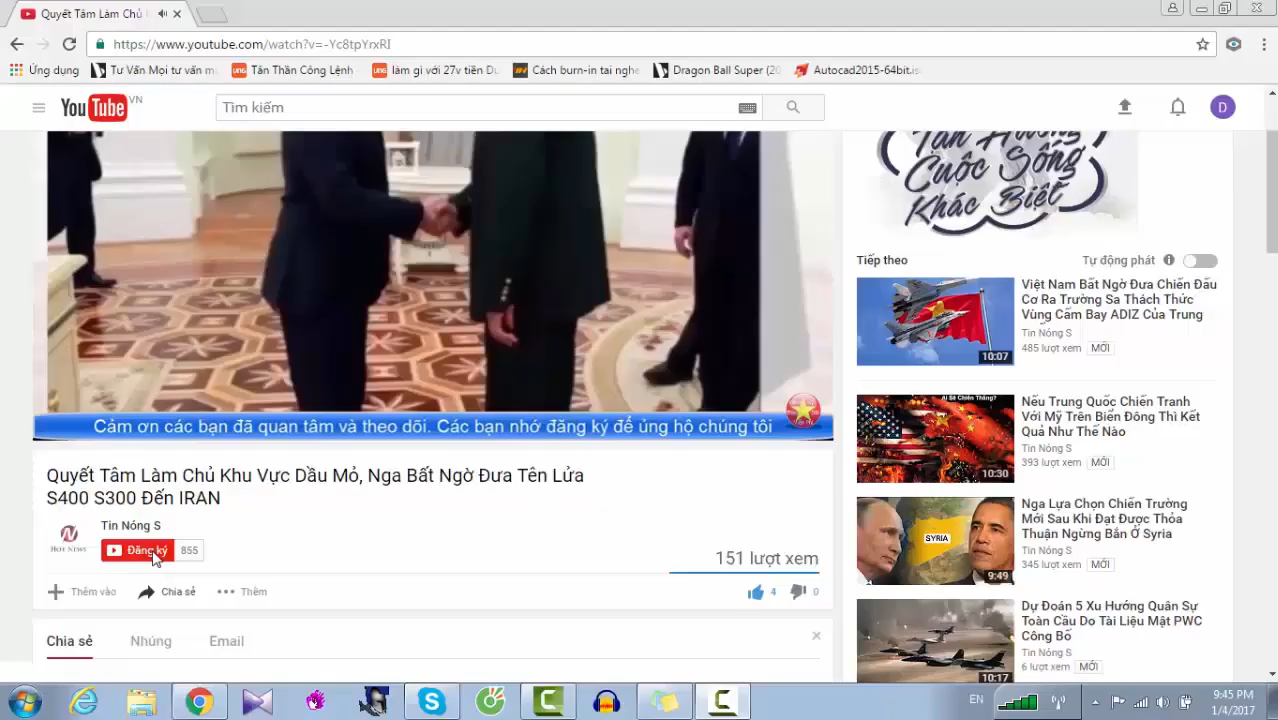 Quyết Tâm Làm Chủ
https://www.youtube.com/watch?v=-Yc8tpYrxRI
Ứng dụng
Tư Vấn Mọi tư vấn m
Tân Thần Công Lệnh
làm gì với 27v tiên Du
Cách burn-in tai nghe
Dragon Ball Super (20
Autocad2015-64bit.is
YouTube VN
Tìm kiếm
D
Tận Hưởng
Cuộc Sống
Khác Biệt
Cảm ơn các bạn đã quan tâm và theo dõi. Các bạn nhớ đăng ký để ủng hộ chúng tôi
Quyết Tâm Làm Chủ Khu Vực Dầu Mỏ, Nga Bất Ngờ Đưa Tên Lửa
S400 S300 Đến IRAN
HOT NEWS
Tin Nóng S
Đăng ký 855
151 lượt xem
Thêm vào
Chia sẻ
Thêm
4
0
Chia sẻ
Nhúng
Email
Tiếp theo
Tự động phát
10:07
Việt Nam Bất Ngờ Đưa Chiến Đấu
Cơ Ra Trường Sa Thách Thức
Vùng Cấm Bay ADIZ Của Trung
Tin Nóng S
485 lượt xem MỚI
Ai Sẽ Chiến Thắng?
10:30
Nếu Trung Quốc Chiến Tranh
Với Mỹ Trên Biển Đông Thì Kết
Quả Như Thế Nào
Tin Nóng S
393 lượt xem MỚI
SYRIA
9:49
Nga Lựa Chọn Chiến Trường
Mới Sau Khi Đạt Được Thỏa
Thuận Ngừng Bắn Ở Syria
Tin Nóng S
345 lượt xem MỚI
10:17
Dự Đoán 5 Xu Hướng Quân Sự
Toàn Cầu Do Tài Liệu Mật PWC
Công Bố
Tin Nóng S
6 lượt xem MỚI
EN
9:45 PM
1/4/2017